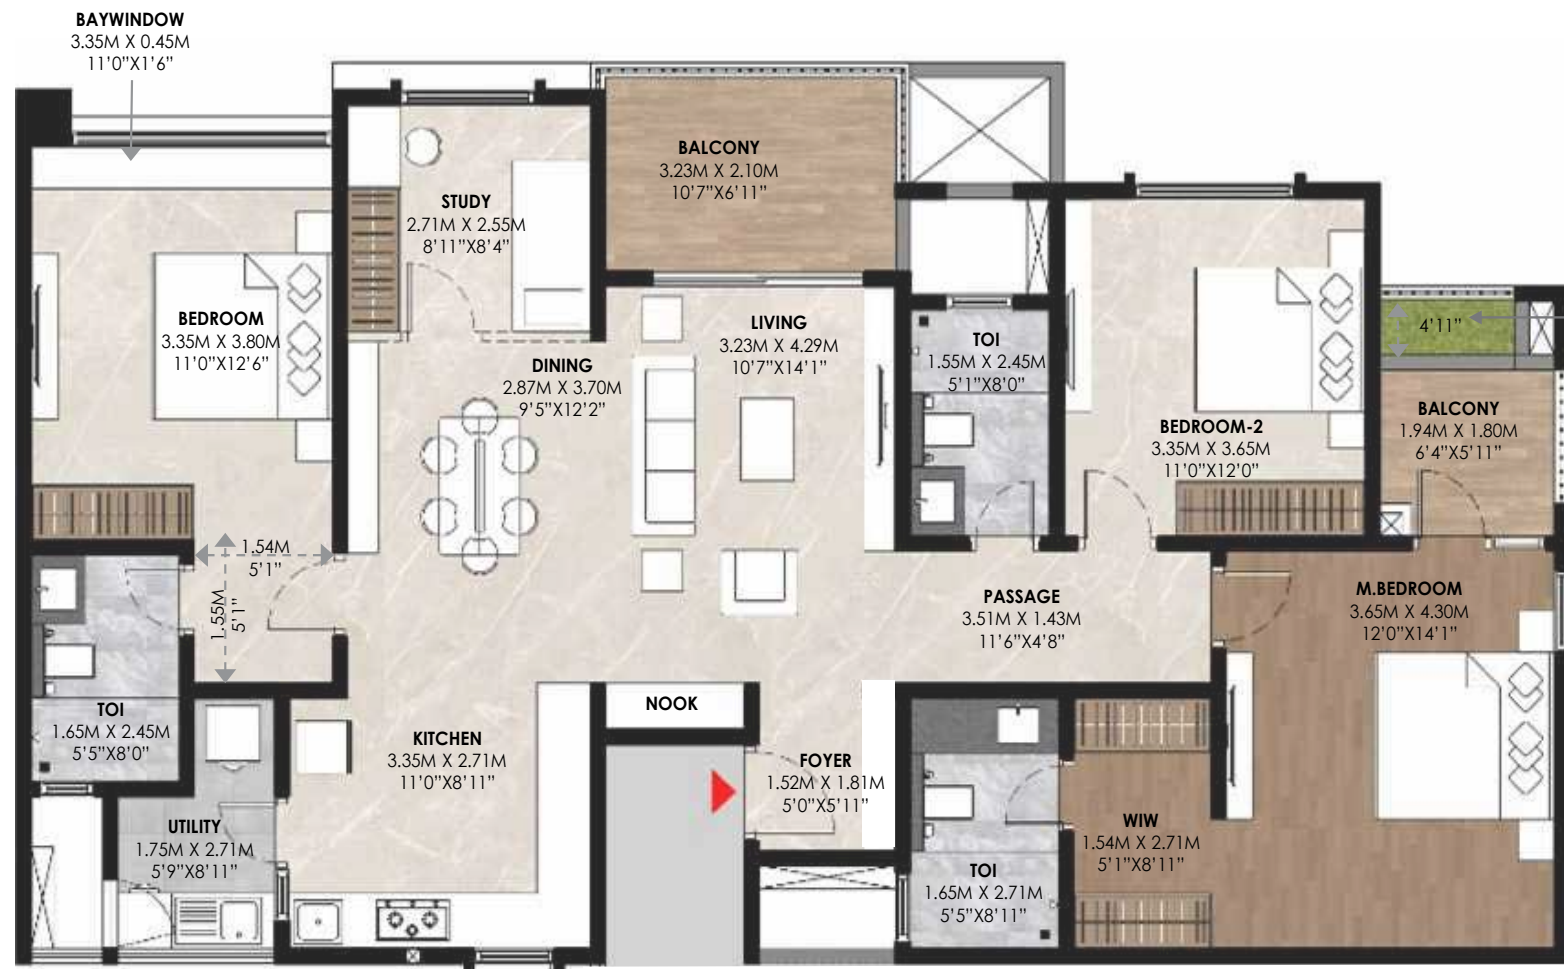 BAYWINDOW
3.35M X 0.45M
11'0"X1'6"
BALCONY
3.23M X 2.10M
10'7"X6'11"
STUDY
2.71M X 2.55M
8'11"X8'4"
BEDROOM
3.35M X 3.80M
11'0"X12'6"
LIVING
3.23M X 4.29M
10'7"X14'1"
DINING
2.87M X 3.70M
9'5"X12'2"
TOI
1.55M X 2.45M
5'1"X8'0"
4'11"
BEDROOM-2
3.35M X 3.65M
11'0"X12'0"
BALCONY
1.94M X 1.80M
6'4"X5'11"
1.54M
5'1"
1.55M
5'1"
PASSAGE
3.51M X 1.43M
11'6"X4'8"
M.BEDROOM
3.65M X 4.30M
12'0"X14'1"
TOI
1.65M X 2.45M
5'5"X8'0"
NOOK
KITCHEN
3.35M X 2.71M
11'0"X8'11"
FOYER
1.52M X 1.81M
5'0"X5'11"
UTILITY
1.75M X 2.71M
5'9"X8'11"
WIW
1.54M X 2.71M
5'1"X8'11"
TOI
1.65M X 2.71M
5'5"X8'11"